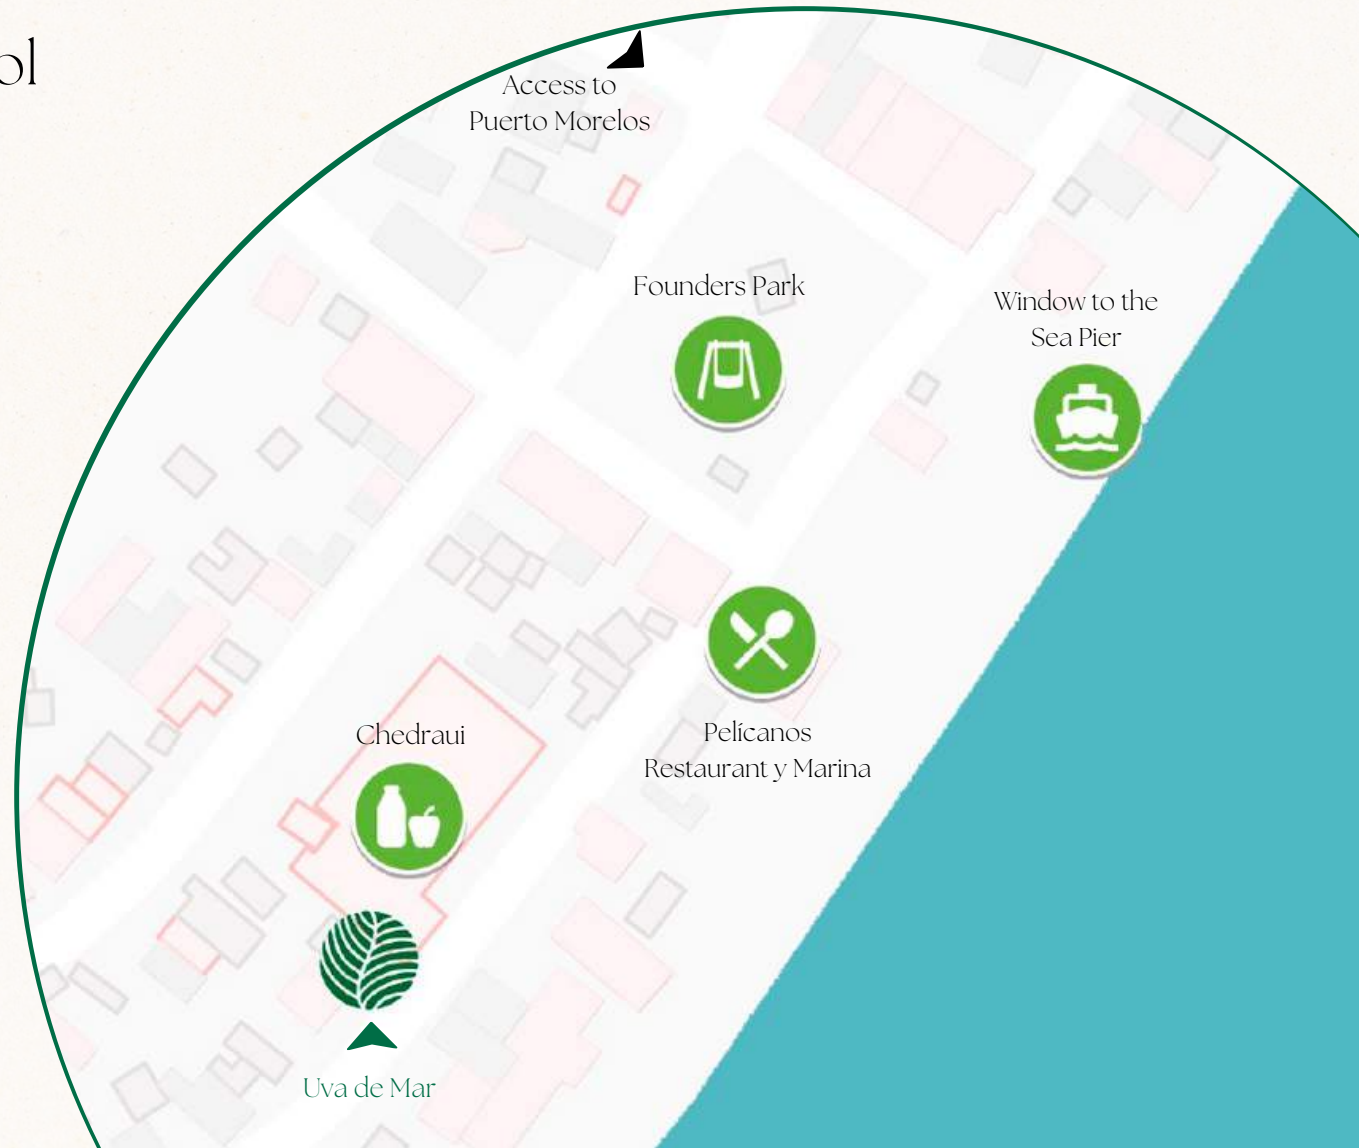 Access to
Puerto Morelos
Founders Park
Window to the
Sea Pier
Chedraui
Pelícanos
Restaurant y Marina
Uva de Mar